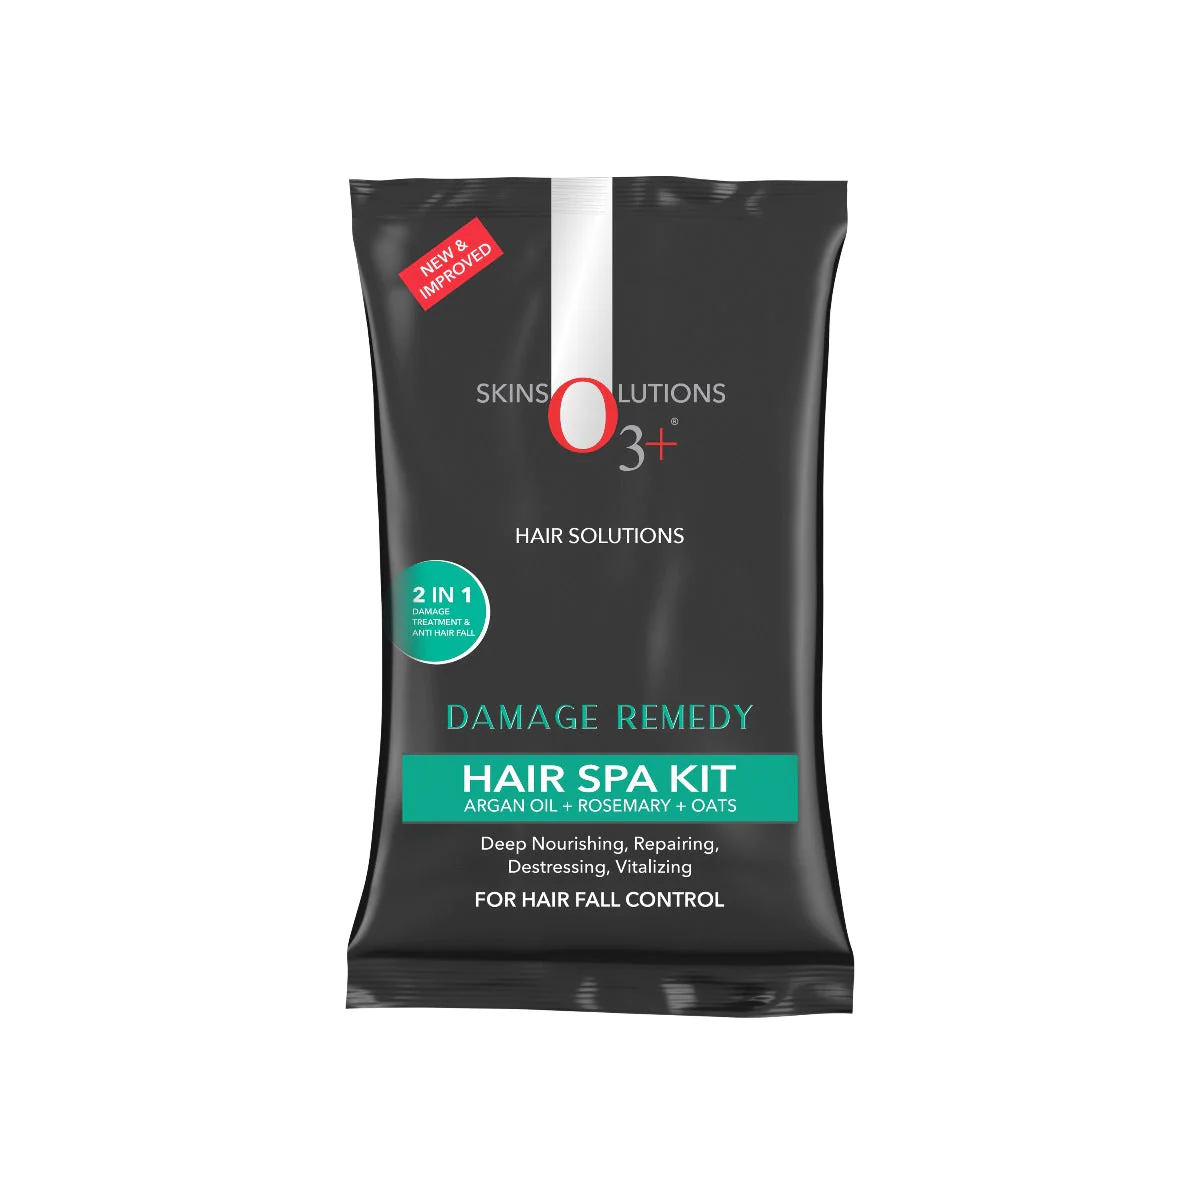 NEW &
IMPROVED
SKINSOLUTIONS
3+®
HAIR SOLUTIONS
2 IN 1
DAMAGE
TREATMENT &
ANTI HAIR FALL
DAMAGE REMEDY
HAIR SPA KIT
ARGAN OIL + ROSEMARY + OATS
Deep Nourishing, Repairing,
Destressing, Vitalizing
FOR HAIR FALL CONTROL